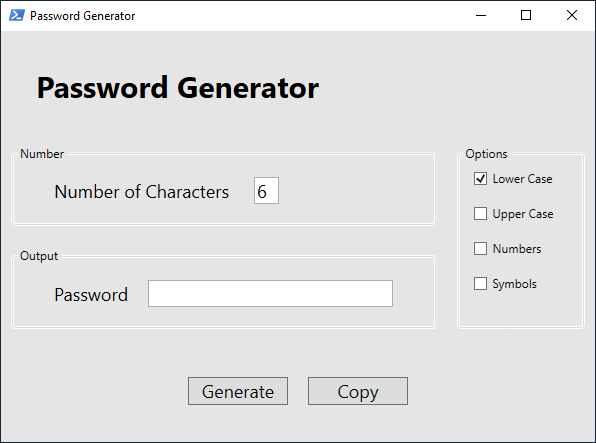 Password Generator
Password Generator
Number
Number of Characters 6
Output
Password
Options
Lower Case
Upper Case
Numbers
Symbols
Generate
Copy